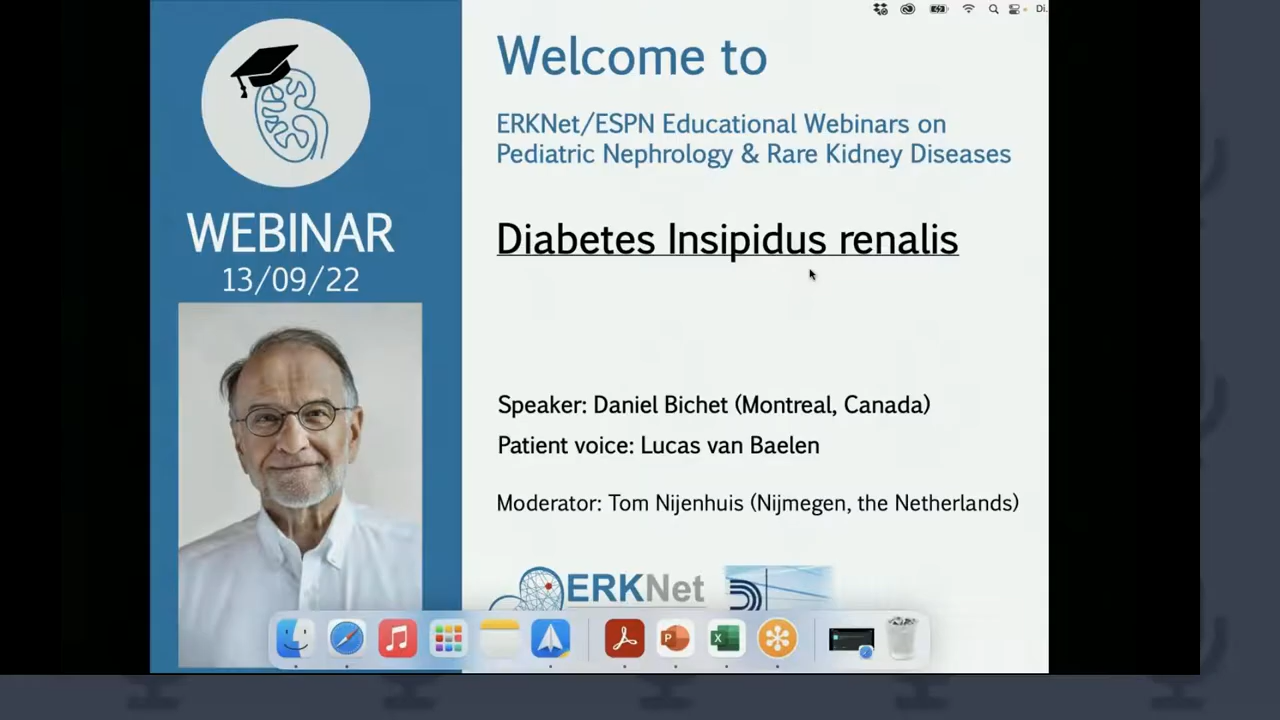 Di.
Welcome to
ERKNet/ESPN Educational Webinars on
Pediatric Nephrology & Rare Kidney Diseases
WEBINAR
13/09/22
Diabetes Insipidus renalis
Speaker: Daniel Bichet (Montreal, Canada)
Patient voice: Lucas van Baelen
Moderator: Tom Nijenhuis (Nijmegen, the Netherlands)
ERKNet